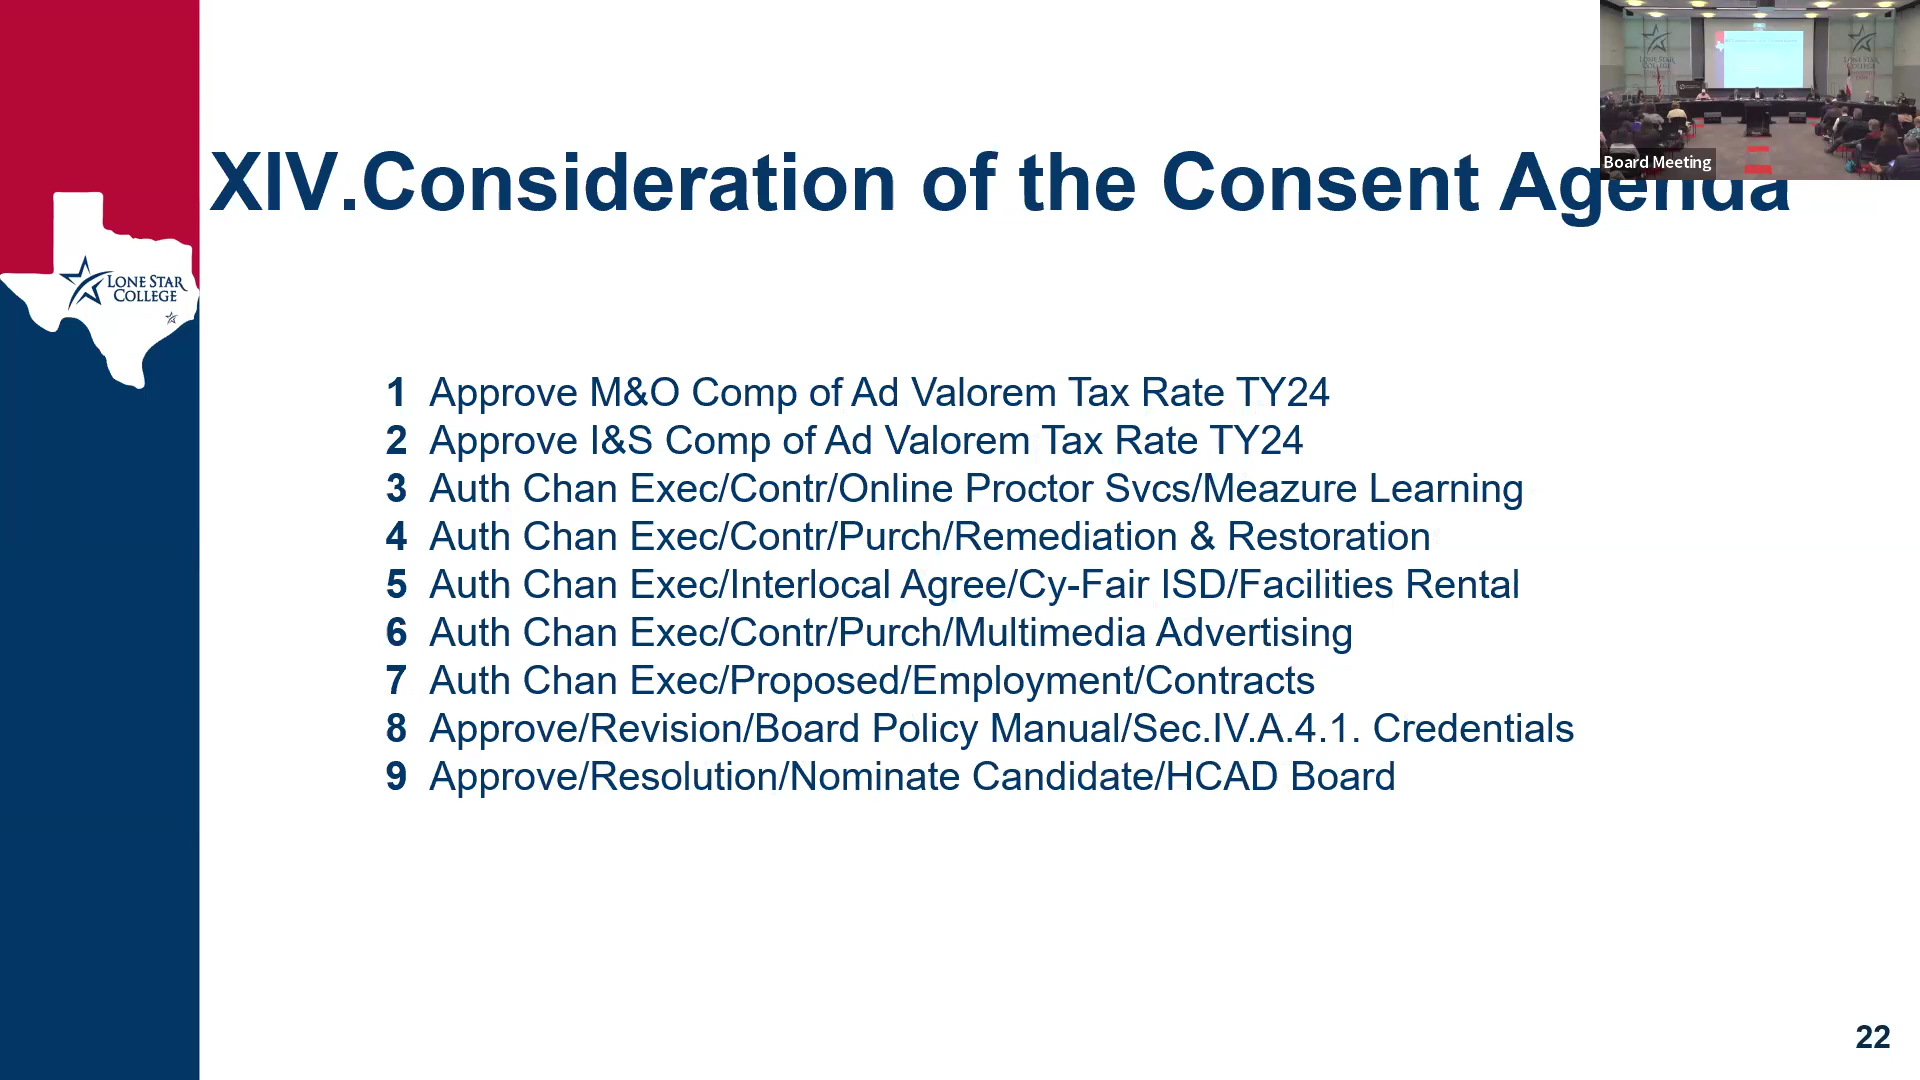 XIV.Consideration of the Consent Agenda
Board Meeting
LONE STAR
COLLEGE
1 Approve M&O Comp of Ad Valorem Tax Rate TY24
2 Approve I&S Comp of Ad Valorem Tax Rate TY24
3 Auth Chan Exec/Contr/Online Proctor Svcs/Meazure Learning
4 Auth Chan Exec/Contr/Purch/Remediation & Restoration
5 Auth Chan Exec/Interlocal Agree/Cy-Fair ISD/Facilities Rental
6 Auth Chan Exec/Contr/Purch/Multimedia Advertising
7 Auth Chan Exec/Proposed/Employment/Contracts
8 Approve/Revision/Board Policy Manual/Sec.IV.A.4.1. Credentials
9 Approve/Resolution/Nominate Candidate/HCAD Board
22